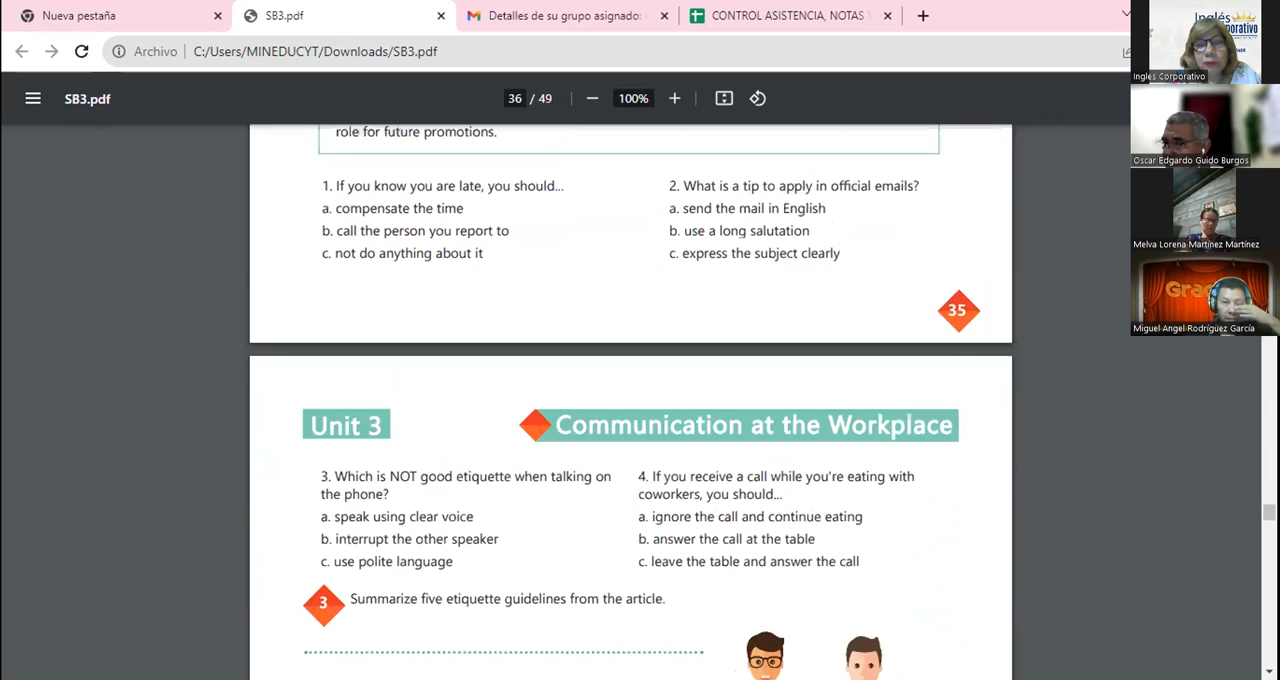 Nueva pestaña
SB3.pdf
Detalles de su grupo asignado:
CONTROL ASISTENCIA, NOTAS
Archivo C:/Users/MINEDUCYT/Downloads/SB3.pdf
SB3.pdf
36 / 49
100%
role for future promotions.
1. If you know you are late, you should...
a. compensate the time
b. call the person you report to
c. not do anything about it
2. What is a tip to apply in official emails?
a. send the mail in English
b. use a long salutation
c. express the subject clearly
35
Unit 3
Communication at the Workplace
3. Which is NOT good etiquette when talking on
the phone?
a. speak using clear voice
b. interrupt the other speaker
c. use polite language
4. If you receive a call while you're eating with
coworkers, you should...
a. ignore the call and continue eating
b. answer the call at the table
c. leave the table and answer the call
3
Summarize five etiquette guidelines from the article.
Inglés
Ingles Corporativo
Oscar Edgardo Guido Burgos
Melva Lorena Martínez Martínez
Miguel Angel Rodríguez García